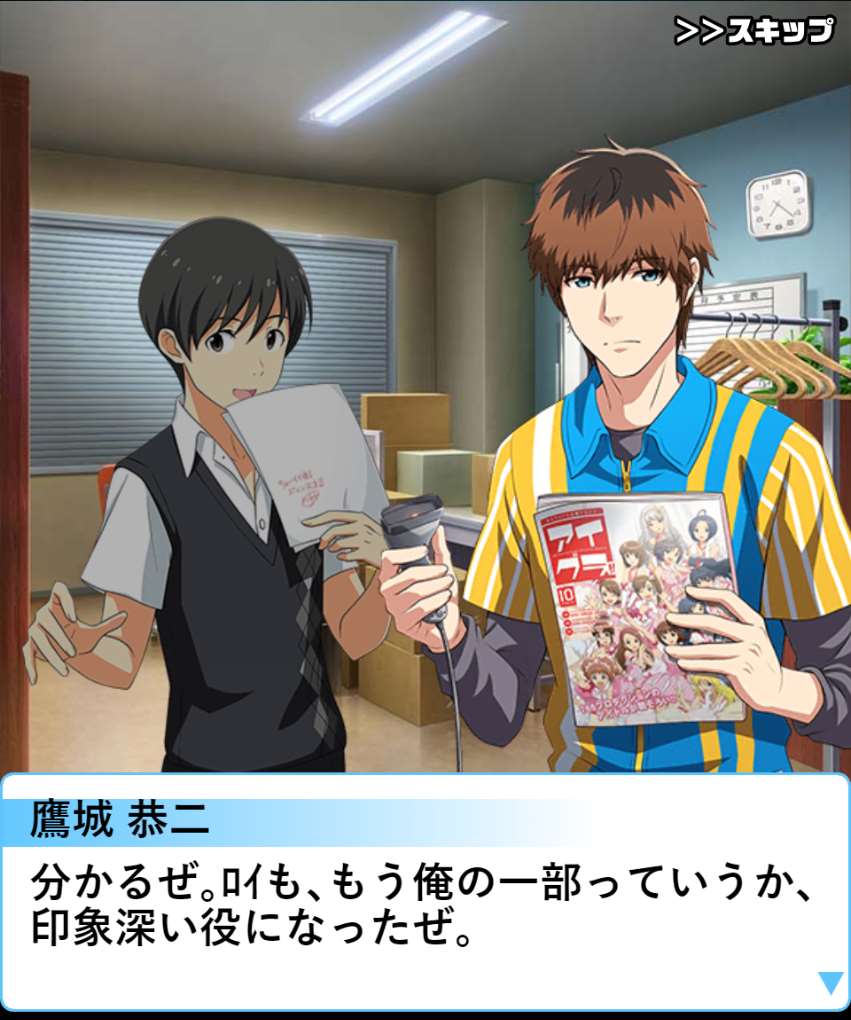 >>スキップ
アイ
グラ!!
10
鷹城 恭二
分かるぜ。ﾛｲも、もう俺の一部っていうか、
印象深い役になったぜ。